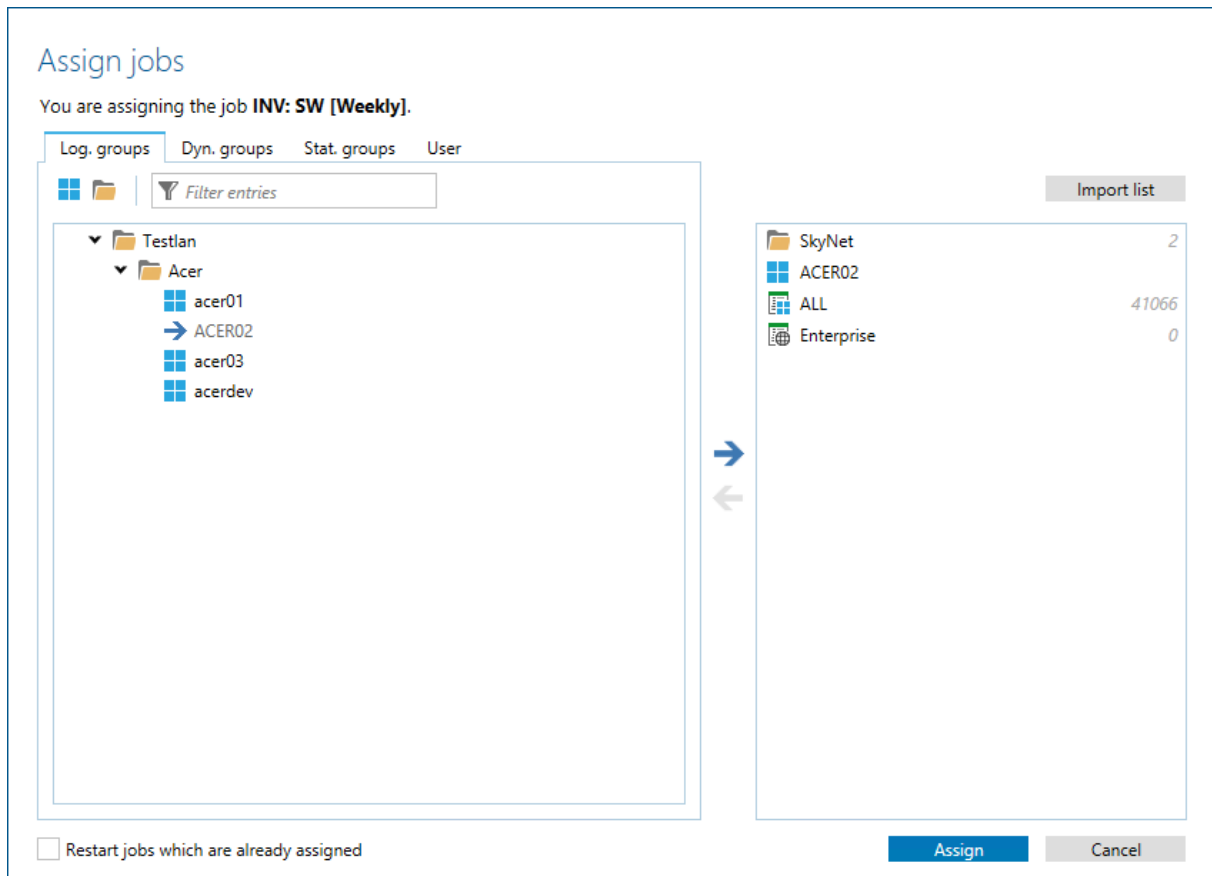 Assign jobs
You are assigning the job INV: SW [Weekly].
Log. groups Dyn. groups Stat. groups User
Filter entries
Import list
Testlan
Acer
acer01
ACER02
acer03
acerdev
SkyNet 2
ACER02
ALL 41066
Enterprise 0
Restart jobs which are already assigned
Assign Cancel